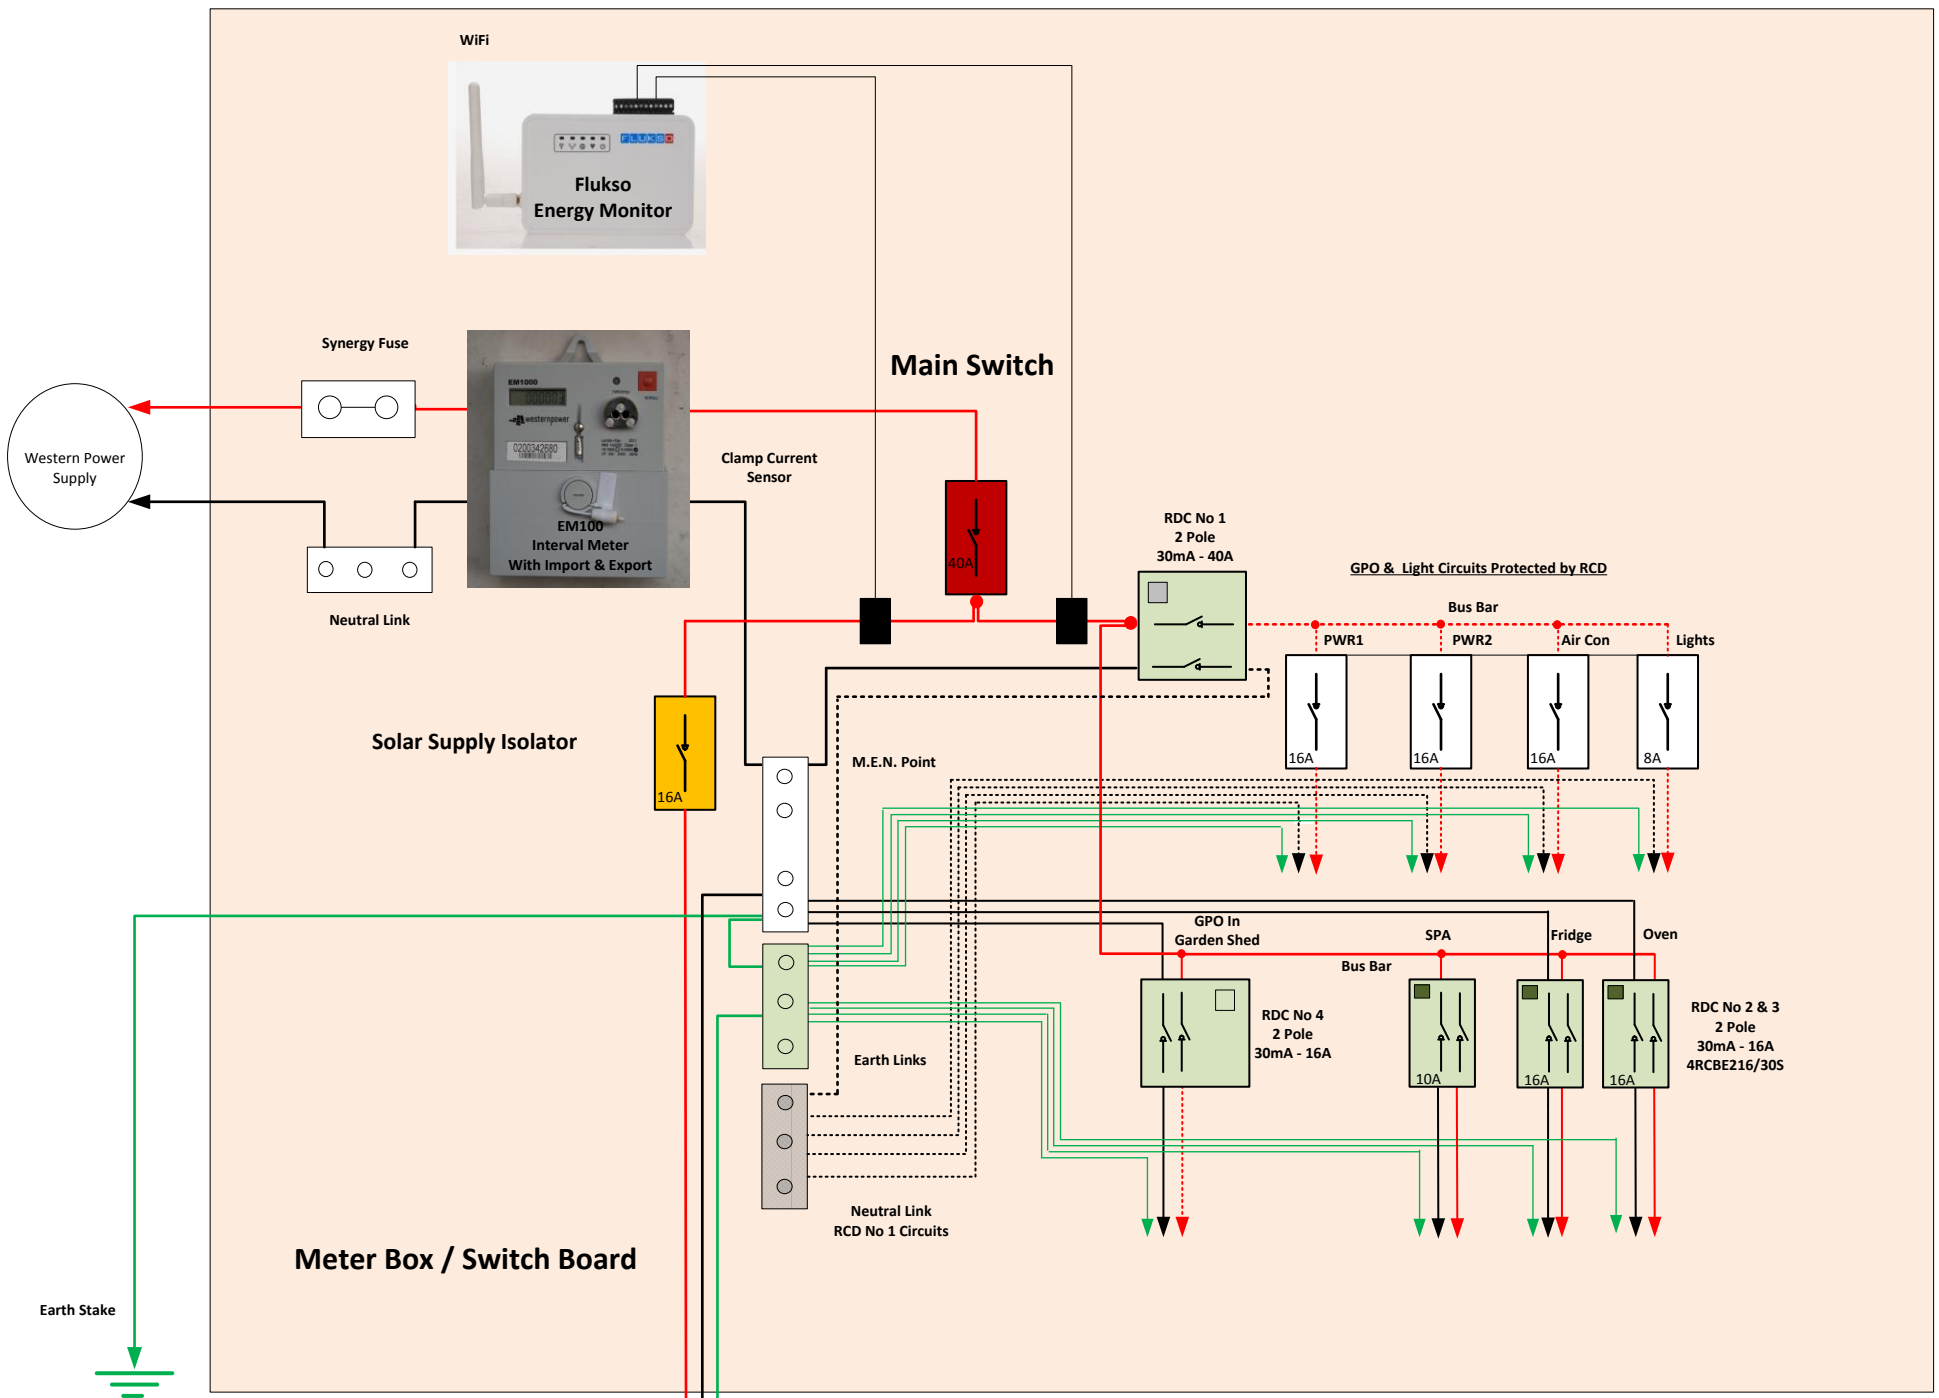 WiFi
FLUKSO
Flukso
Energy Monitor
Synergy Fuse
EM1000
westernpower
0200342680
EM100
Interval Meter
With Import & Export
Main Switch
Western Power
Supply
Clamp Current
Sensor
40A
Neutral Link
RDC No 1
2 Pole
30mA - 40A
GPO & Light Circuits Protected by RCD
Bus Bar
PWR1
PWR2
Air Con
Lights
16A
16A
16A
8A
Solar Supply Isolator
16A
M.E.N. Point
GPO In
Garden Shed
SPA
Fridge
Oven
Bus Bar
RDC No 4
2 Pole
30mA - 16A
10A
16A
16A
RDC No 2 & 3
2 Pole
30mA - 16A
4RCBE216/30S
Earth Links
Neutral Link
RCD No 1 Circuits
Meter Box / Switch Board
Earth Stake